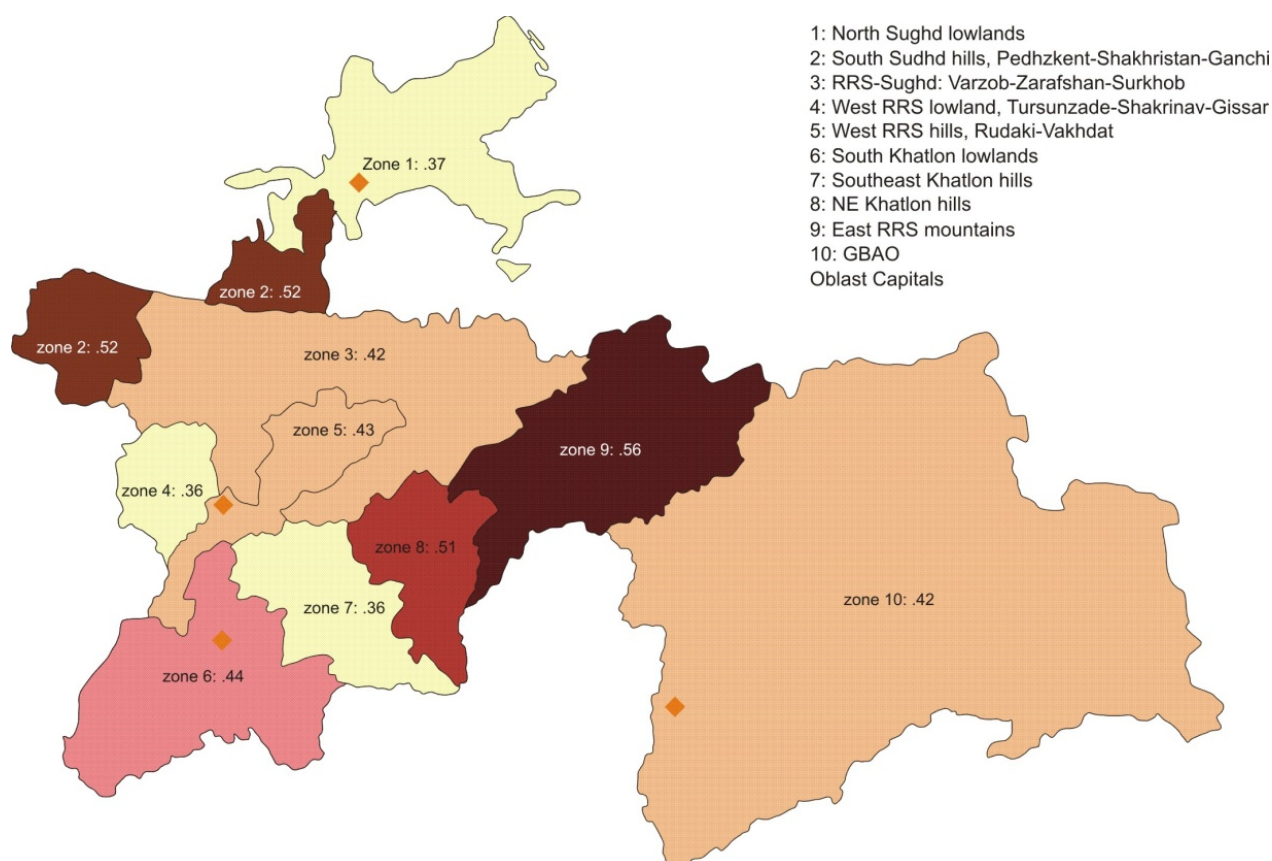 1: North Sughd lowlands
2: South Sudhd hills, Pedhzkent-Shakhristan-Ganchi
3: RRS-Sughd: Varzob-Zarafshan-Surkhob
4: West RRS lowland, Tursunzade-Shakrinav-Gissar
5: West RRS hills, Rudaki-Vakhdat
6: South Khatlon lowlands
7: Southeast Khatlon hills
8: NE Khatlon hills
9: East RRS mountains
10: GBAO
Oblast Capitals
Zone 1: .37
zone 2: .52
zone 2: .52
zone 3: .42
zone 5: .43
zone 9: .56
zone 4: .36
zone 8: .51
zone 7: .36
zone 10: .42
zone 6: .44